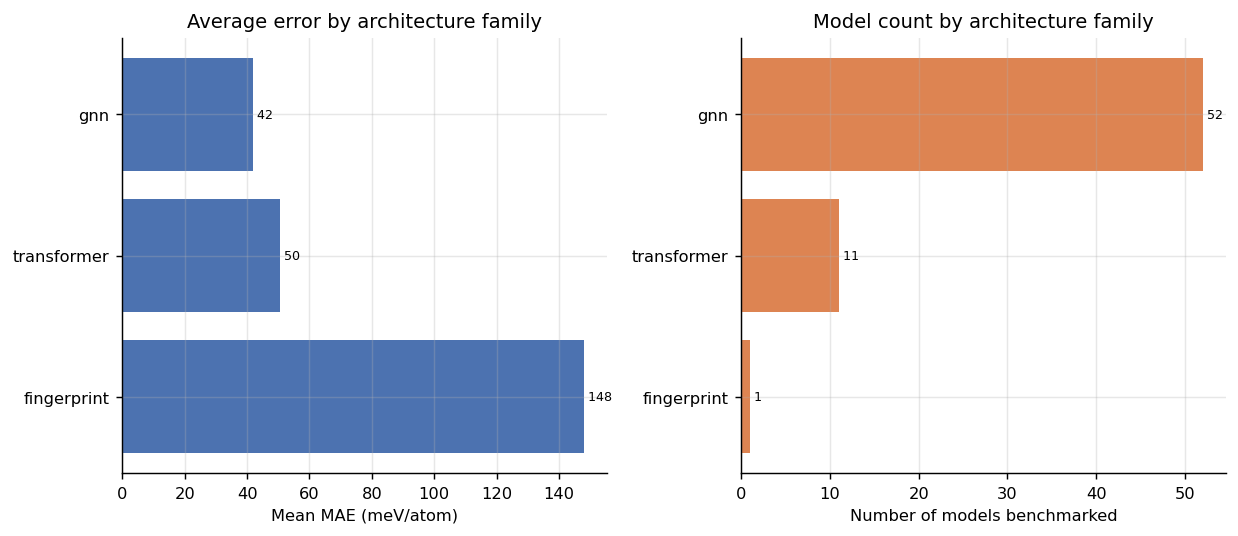 Average error by architecture family
gnn
42
transformer
50
fingerprint
148
0 20 40 60 80 100 120 140
Mean MAE (meV/atom)
Model count by architecture family
gnn
52
transformer
11
fingerprint
1
0 10 20 30 40 50
Number of models benchmarked